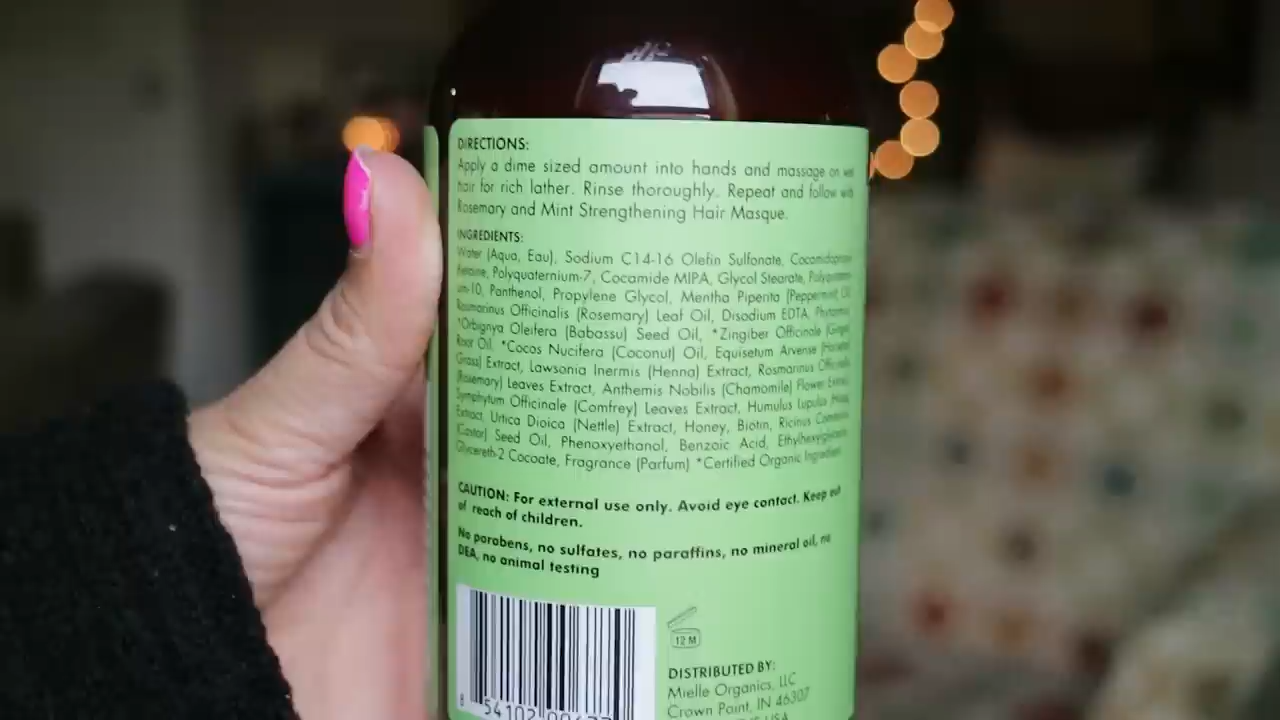 DIRECTIONS:
Apply a dime sized amount into hands and massage on wet
hair for rich lather. Rinse thoroughly. Repeat and follow with
Rosemary and Mint Strengthening Hair Masque.
INGREDIENTS:
Water (Aqua, Eau), Sodium C14-16 Olefin Sulfonate,
Betaine, Polyquaternium-7, Cocamide MIPA, Glycol Stearate,
um-10, Panthenol, Propylene Glycol, Mentha Piperita (Peppermint) Oil,
Rosmarinus Officinalis (Rosemary) Leaf Oil, Disodium EDTA,
*Orbignya Oleifera (Babassu) Seed Oil, *Zingiber Officinale (Ginger)
Root Oil, *Cocos Nucifera (Coconut) Oil, Equisetum Arvense
Grass) Extract, Lawsonia Inermis (Henna) Extract, Rosmarinus Officinalis
(Rosemary) Leaves Extract, Anthemis Nobilis (Chamomile) Flower Extract,
Symphytum Officinale (Comfrey) Leaves Extract, Humulus Lupulus
Extract, Urtica Dioica (Nettle) Extract, Honey, Biotin, Ricinus Communis
(Castor) Seed Oil, Phenoxyethanol, Benzoic Acid, Ethylhexylglycerin,
Glycereth-2 Cocoate, Fragrance (Parfum) *Certified Organic Ingredient
CAUTION: For external use only. Avoid eye contact. Keep out
of reach of children.
No parabens, no sulfates, no paraffins, no mineral oil, no
DEA, no animal testing
12 M
8 54102
DISTRIBUTED BY:
Mielle Organics, LLC
Crown Point, IN 46307